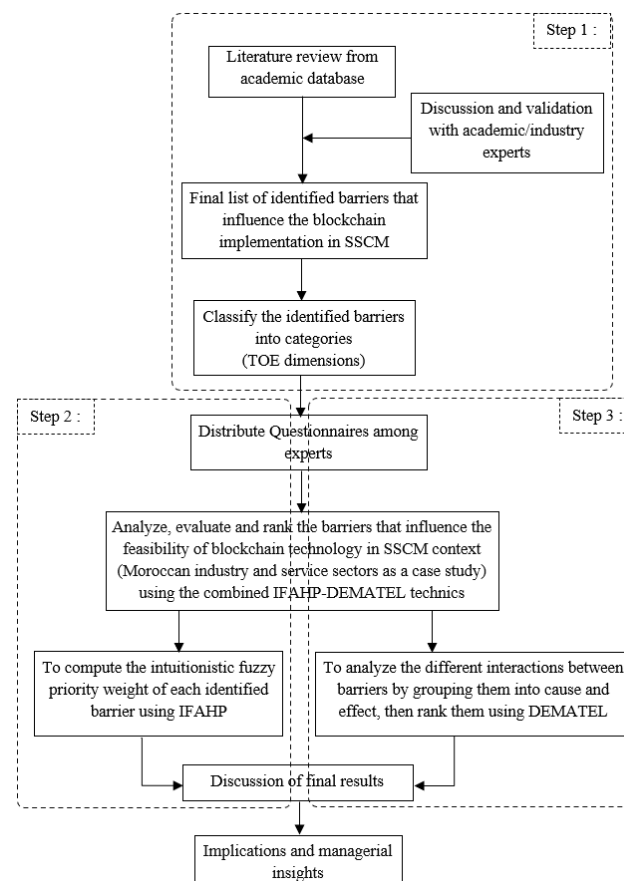 Step 1 :
Literature review from
academic database
Discussion and validation
with academic/industry
experts
Final list of identified barriers that
influence the blockchain
implementation in SSCM
Classify the identified barriers
into categories
(TOE dimensions)
Step 2 :
Step 3 :
Distribute Questionnaires among
experts
Analyze, evaluate and rank the barriers that influence the
feasibility of blockchain technology in SSCM context
(Moroccan industry and service sectors as a case study)
using the combined IFAHP-DEMATEL technics
To compute the intuitionistic fuzzy
priority weight of each identified
barrier using IFAHP
To analyze the different interactions between
barriers by grouping them into cause and
effect, then rank them using DEMATEL
Discussion of final results
Implications and managerial
insights